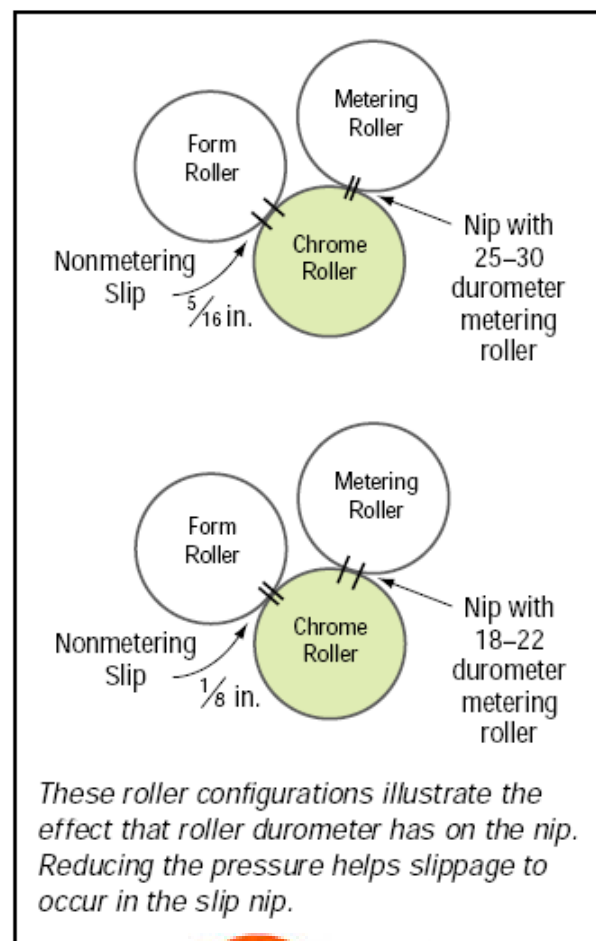 Metering
Roller
Form
Roller
Chrome
Roller
Nonmetering
Slip
5/16 in.
Nip with
25–30
durometer
metering
roller
Metering
Roller
Form
Roller
Chrome
Roller
Nonmetering
Slip
1/8 in.
Nip with
18–22
durometer
metering
roller
These roller configurations illustrate the
effect that roller durometer has on the nip.
Reducing the pressure helps slippage to
occur in the slip nip.